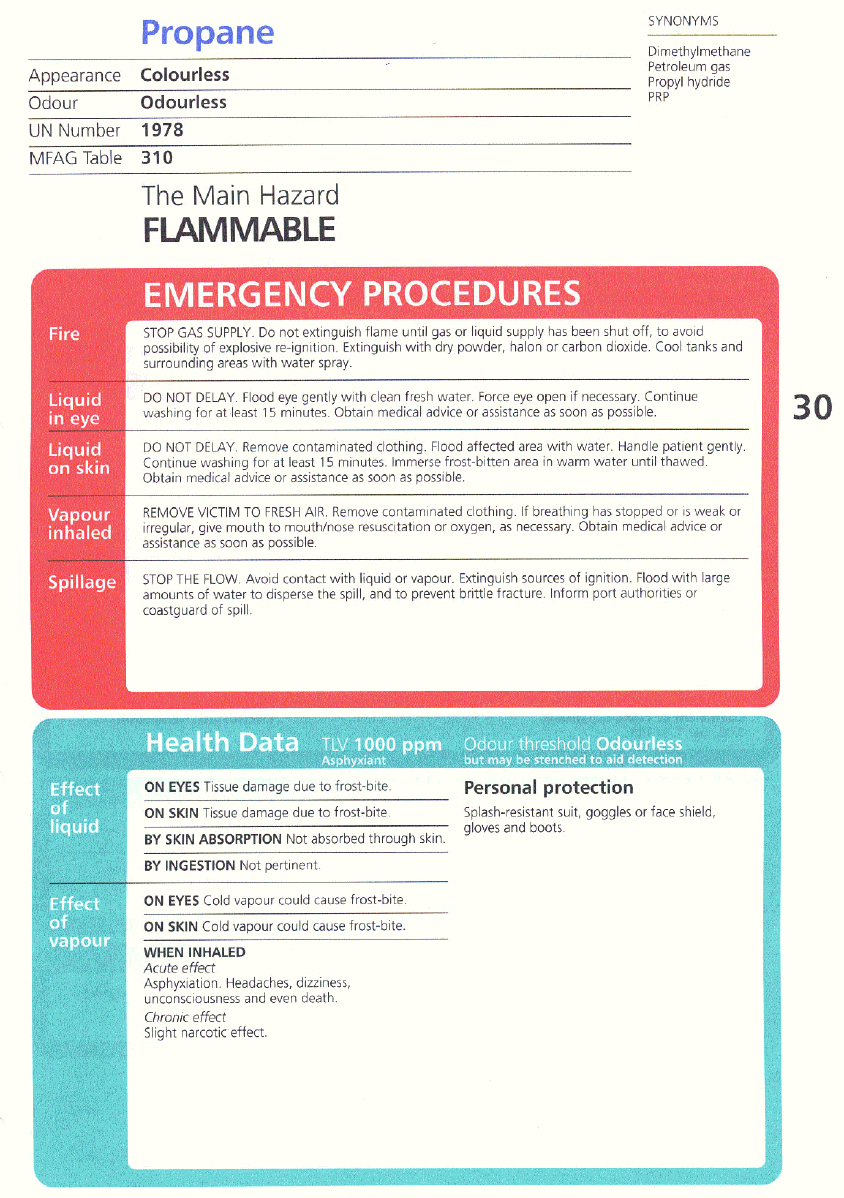 Propane
SYNONYMS
Dimethylmethane
Petroleum gas
Propyl hydride
PRP
Appearance Colourless
Odour Odourless
UN Number 1978
MFAG Table 310
The Main Hazard
FLAMMABLE
EMERGENCY PROCEDURES
Fire
STOP GAS SUPPLY. Do not extinguish flame until gas or liquid supply has been shut off, to avoid
possibility of explosive re-ignition. Extinguish with dry powder, halon or carbon dioxide. Cool tanks and
surrounding areas with water spray.
Liquid
in eye
DO NOT DELAY. Flood eye gently with clean fresh water. Force eye open if necessary. Continue
washing for at least 15 minutes. Obtain medical advice or assistance as soon as possible.
30
Liquid
on skin
DO NOT DELAY. Remove contaminated clothing. Flood affected area with water. Handle patient gently.
Continue washing for at least 15 minutes. Immerse frost-bitten area in warm water until thawed.
Obtain medical advice or assistance as soon as possible.
Vapour
inhaled
REMOVE VICTIM TO FRESH AIR. Remove contaminated clothing. If breathing has stopped or is weak or
irregular, give mouth to mouth/nose resuscitation or oxygen, as necessary. Obtain medical advice or
assistance as soon as possible.
Spillage
STOP THE FLOW. Avoid contact with liquid or vapour. Extinguish sources of ignition. Flood with large
amounts of water to disperse the spill, and to prevent brittle fracture. Inform port authorities or
coastguard of spill.
Health Data TLV 1000 ppm
Asphyxiant
Odour threshold Odourless
but may be stenched to aid detection
Effect
of
liquid
ON EYES Tissue damage due to frost-bite.
ON SKIN Tissue damage due to frost-bite.
BY SKIN ABSORPTION Not absorbed through skin.
BY INGESTION Not pertinent.
Personal protection
Splash-resistant suit, goggles or face shield,
gloves and boots.
Effect
of
vapour
ON EYES Cold vapour could cause frost-bite.
ON SKIN Cold vapour could cause frost-bite.
WHEN INHALED
Acute effect
Asphyxiation. Headaches, dizziness,
unconsciousness and even death.
Chronic effect
Slight narcotic effect.